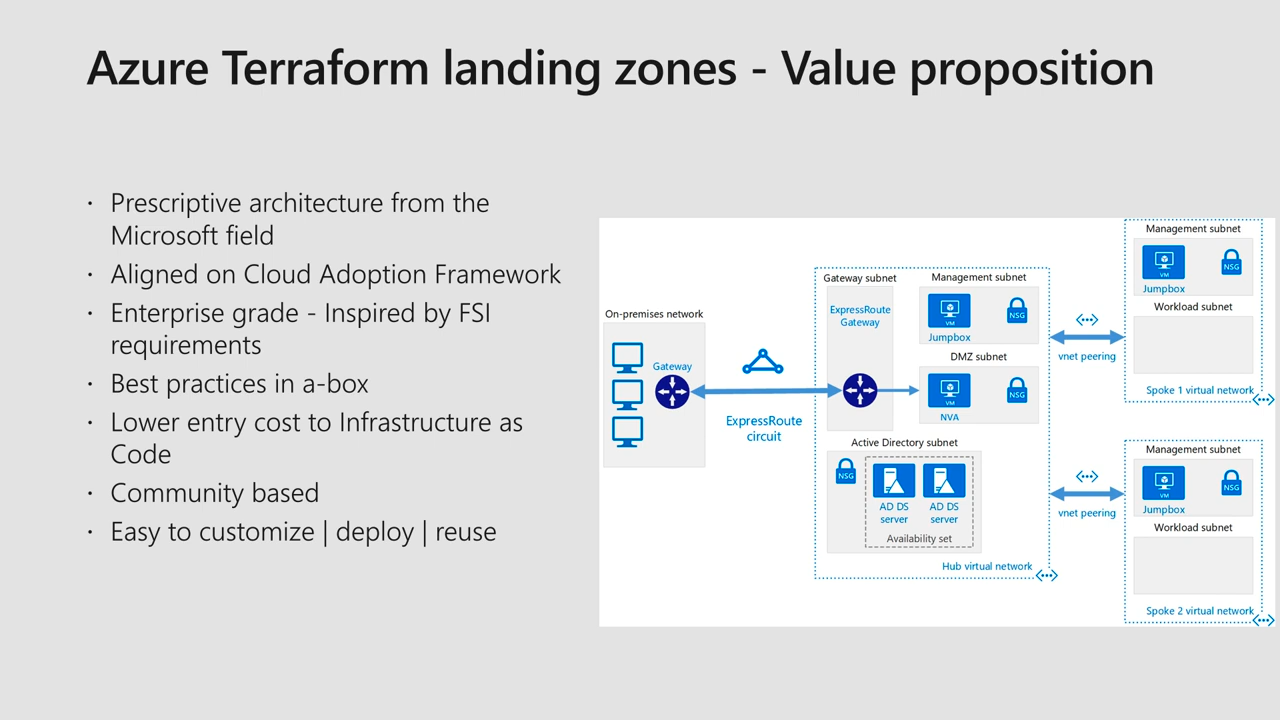 Azure Terraform landing zones - Value proposition
· Prescriptive architecture from the
Microsoft field
· Aligned on Cloud Adoption Framework
· Enterprise grade - Inspired by FSI
requirements
· Best practices in a-box
· Lower entry cost to Infrastructure as
Code
· Community based
· Easy to customize | deploy | reuse
On-premises network
Gateway
ExpressRoute
circuit
Gateway subnet
ExpressRoute
Gateway
Management subnet
VM
Jumpbox
NSG
DMZ subnet
VM
NVA
NSG
Active Directory subnet
NSG
AD DS
server
AD DS
server
Availability set
Hub virtual network
vnet peering
vnet peering
Management subnet
VM
Jumpbox
NSG
Workload subnet
Spoke 1 virtual network
Management subnet
VM
Jumpbox
NSG
Workload subnet
Spoke 2 virtual network